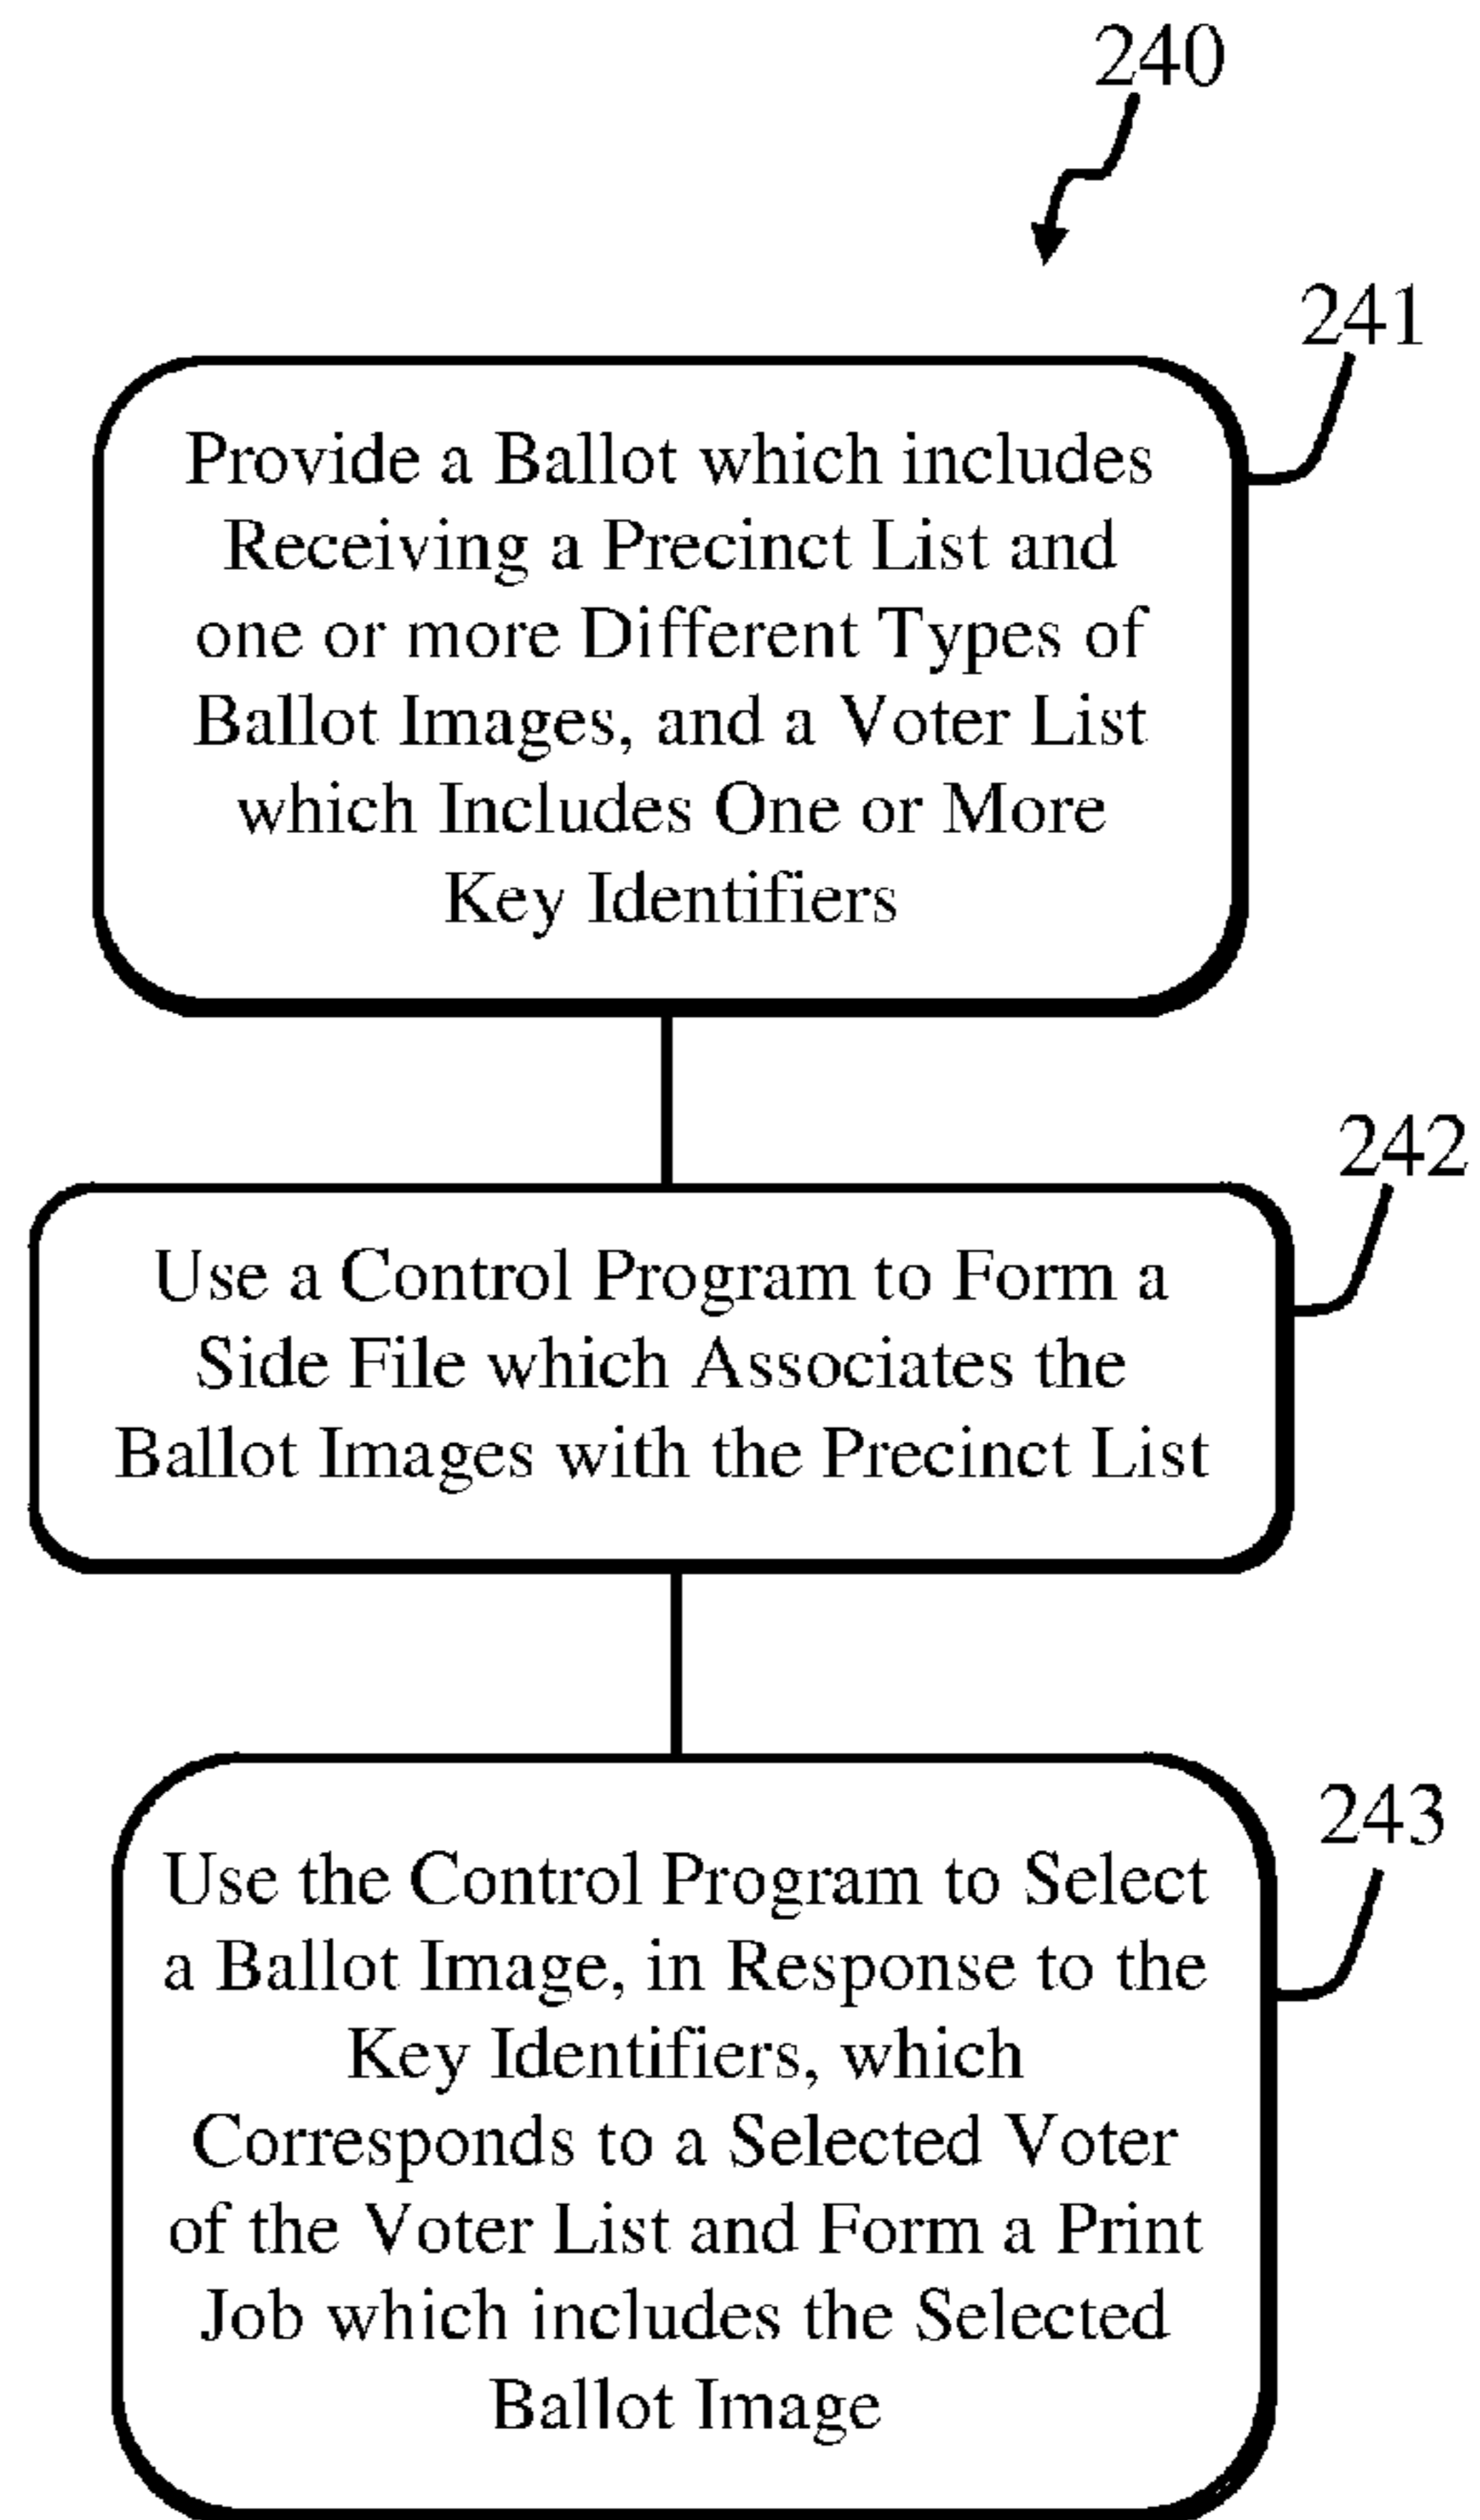 240
241
Provide a Ballot which includes
Receiving a Precinct List and
one or more Different Types of
Ballot Images, and a Voter List
which Includes One or More
Key Identifiers
242
Use a Control Program to Form a
Side File which Associates the
Ballot Images with the Precinct List
243
Use the Control Program to Select
a Ballot Image, in Response to the
Key Identifiers, which
Corresponds to a Selected Voter
of the Voter List and Form a Print
Job which includes the Selected
Ballot Image